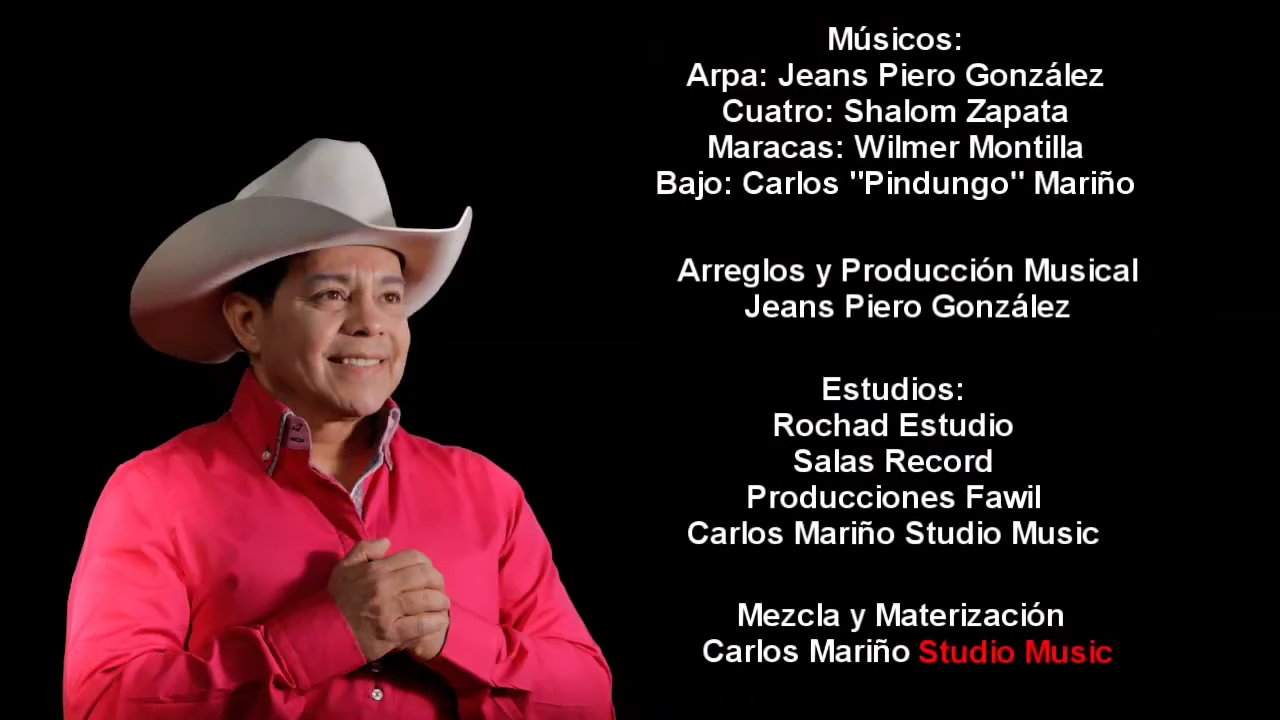 Músicos:
Arpa: Jeans Piero González
Cuatro: Shalom Zapata
Maracas: Wilmer Montilla
Bajo: Carlos "Pindungo" Mariño
Arreglos y Producción Musical
Jeans Piero González
Estudios:
Rochad Estudio
Salas Record
Producciones Fawil
Carlos Mariño Studio Music
Mezcla y Materización
Carlos Mariño Studio Music